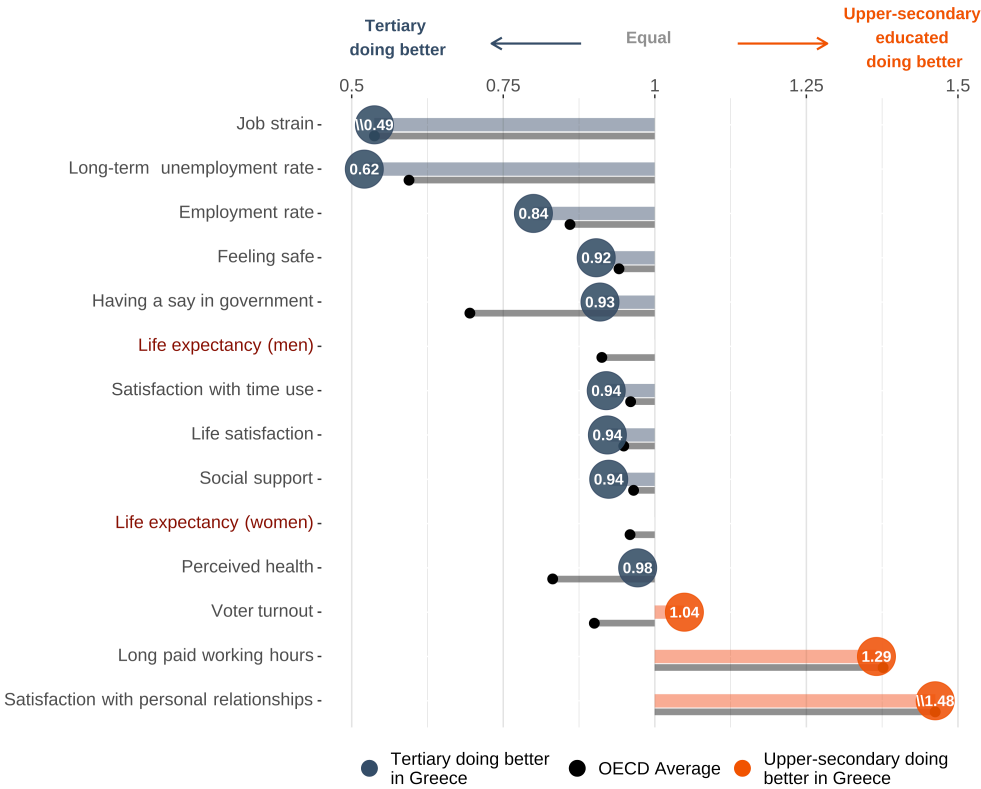 Tertiary
doing better
Equal
Upper-secondary
educated
doing better
0.5 0.75 1 1.25 1.5
Job strain
\\0.49
Long-term unemployment rate
0.62
Employment rate
0.84
Feeling safe
0.92
Having a say in government
0.93
Life expectancy (men)
Satisfaction with time use
0.94
Life satisfaction
0.94
Social support
0.94
Life expectancy (women)
Perceived health
0.98
Voter turnout
1.04
Long paid working hours
1.29
Satisfaction with personal relationships
\\1.48
Tertiary doing better
in Greece
OECD Average
Upper-secondary doing
better in Greece